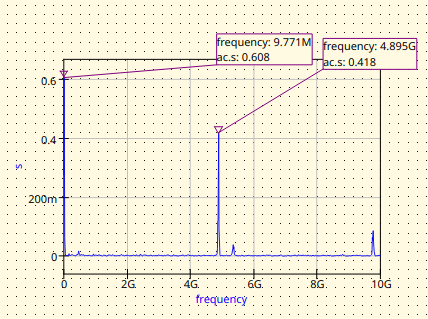 frequency: 9.771M
ac.s: 0.608
frequency: 4.895G
ac.s: 0.418
0.6
0.4
200m
0
s
0
2G
4G
6G
8G
10G
frequency